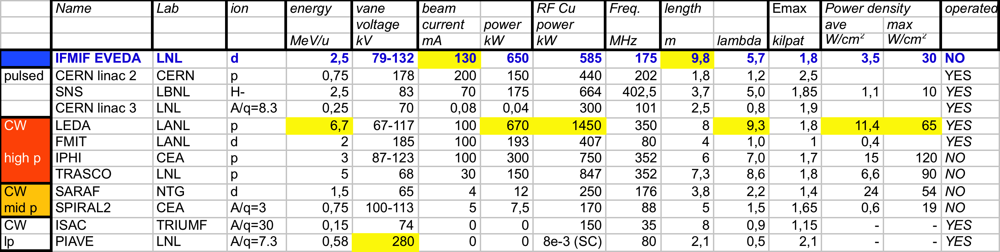 Name Lab ion energy vane beam RF Cu Freq. length Emax Power density operated
voltage current power power ave max
MeV/u kV mA kW kW MHz m lambda kilpat W/cm² W/cm²
IFMIF EVEDA LNL d 2,5 79-132 130 650 585 175 9,8 5,7 1,8 3,5 30 NO
pulsed CERN linac 2 CERN p 0,75 178 200 150 440 202 1,8 1,2 2,5 YES
SNS LBNL H- 2,5 83 70 175 664 402,5 3,7 5,0 1,85 1,1 10 YES
CERN linac 3 LNL A/q=8.3 0,25 70 0,08 0,04 300 101 2,5 0,8 1,9 YES
CW LEDA LANL p 6,7 67-117 100 670 1450 350 8 9,3 1,8 11,4 65 YES
FMIT LANL d 2 185 100 193 407 80 4 1,0 1 0,4 YES
high p IPHI CEA p 3 87-123 100 300 750 352 6 7,0 1,7 15 120 NO
TRASCO LNL p 5 68 30 150 847 352 7,3 8,6 1,8 6,6 90 NO
CW SARAF NTG d 1,5 65 4 12 250 176 3,8 2,2 1,4 24 54 NO
mid p SPIRAL2 CEA A/q=3 0,75 100-113 5 7,5 170 88 5 1,5 1,65 0,6 19 NO
CW ISAC TRIUMF A/q=30 0,15 74 0 0 150 35 8 0,9 1,15 - - YES
lp PIAVE LNL A/q=7.3 0,58 280 0 0 8e-3 (SC) 80 2,1 0,5 2,1 - - YES